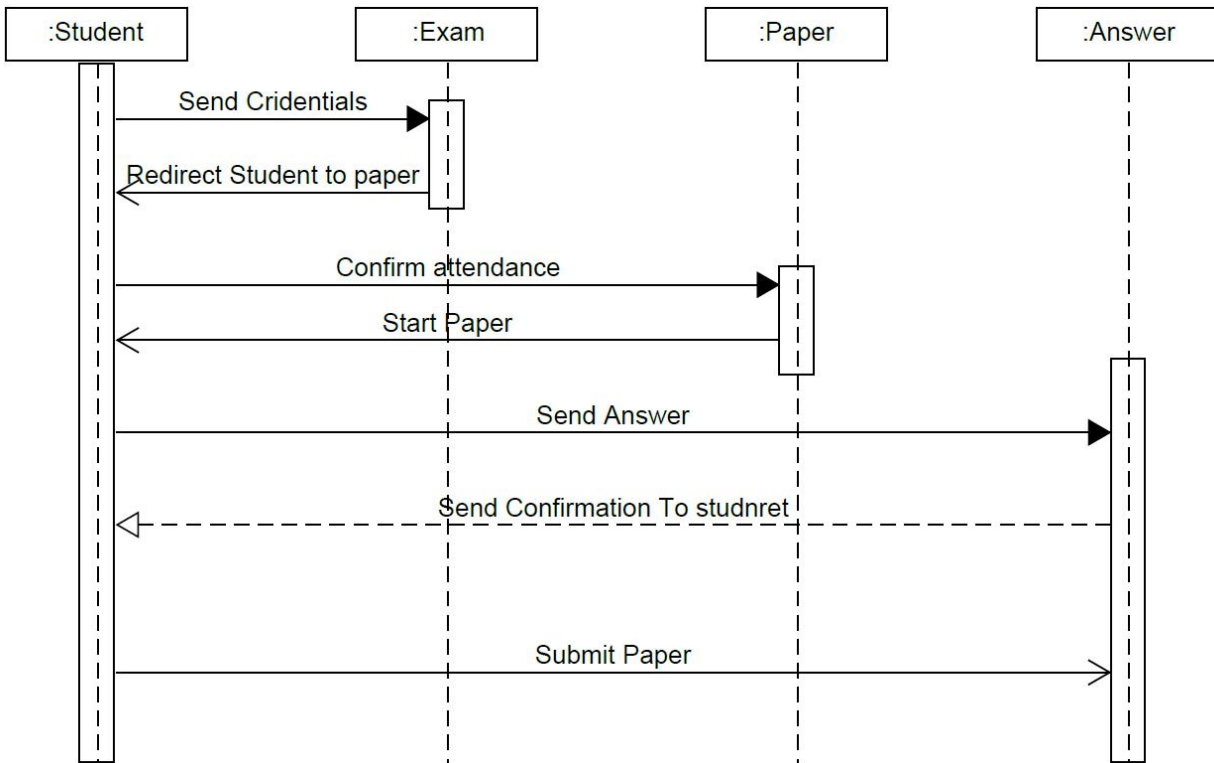 :Student
:Exam
:Paper
:Answer
Send Cridentials
Redirect Student to paper
Confirm attendance
Start Paper
Send Answer
Send Confirmation To studnret
Submit Paper